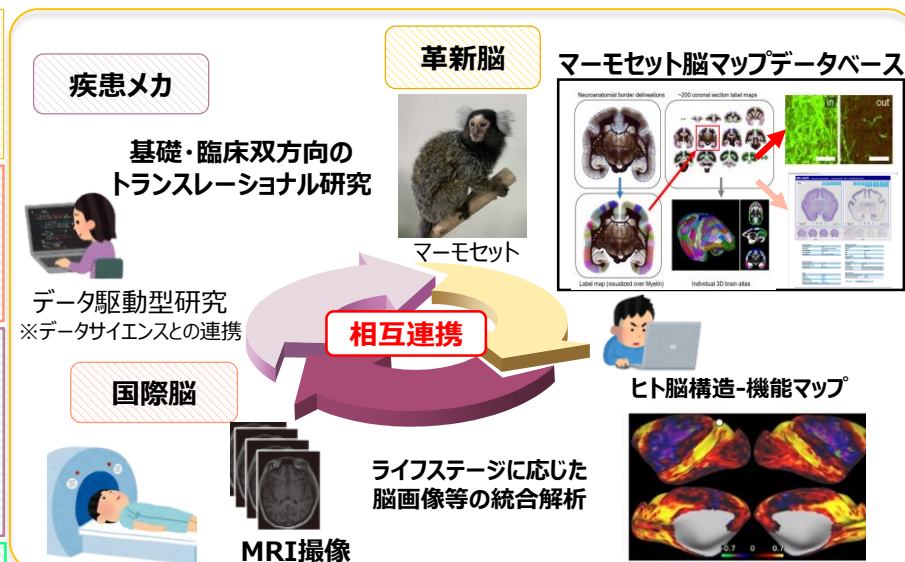 疾患メカ
革新脳
マーモセット脳マップデータベース
Neuroanatomist border delineations
~200 coronal section label maps
in
out
基礎・臨床双方向の
トランスレーショナル研究
マーモセット
Label map (visualized over Myelin)
Individual 3D brain atlas
データ駆動型研究
※データサイエンスとの連携
相互連携
国際脳
ヒト脳構造-機能マップ
ライフステージに応じた
脳画像等の統合解析
MRI撮像
-0.7 0 0.7